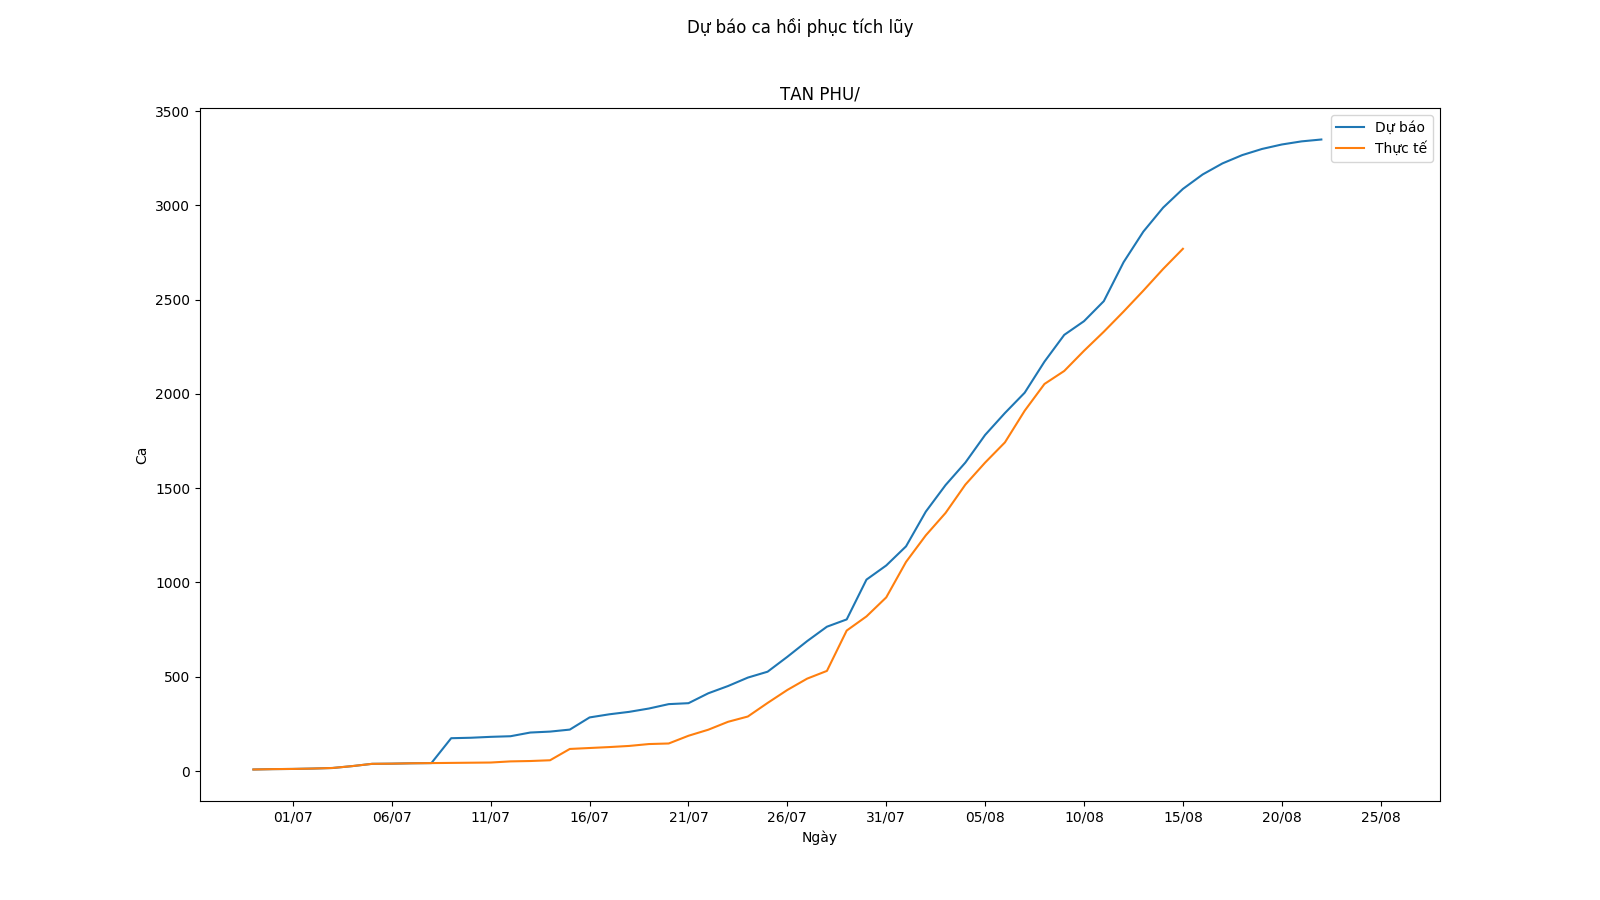 Dự báo ca hồi phục tích lũy
TAN PHU/
3500
3000
2500
2000
1500
1000
500
0
Ca
Dự báo
Thực tế
01/07 06/07 11/07 16/07 21/07 26/07 31/07 05/08 10/08 15/08 20/08 25/08
Ngày